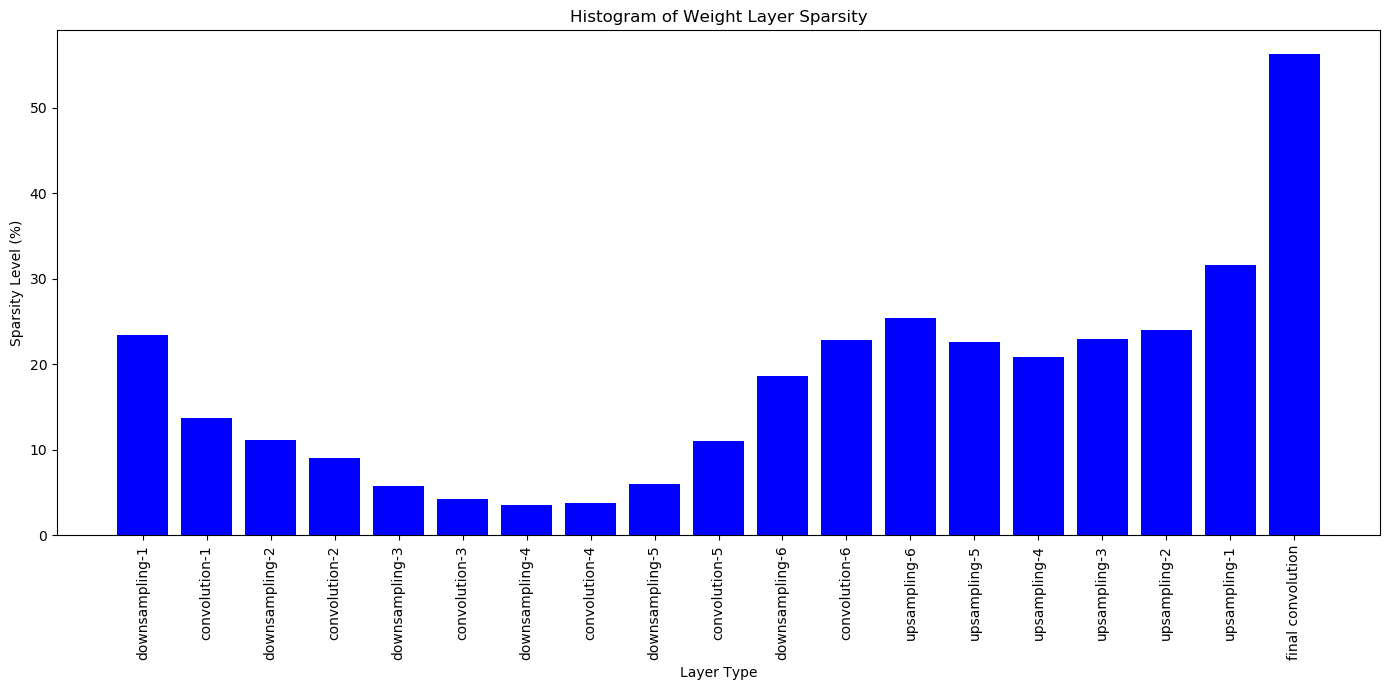 Histogram of Weight Layer Sparsity
Sparsity Level (%)
50
40
30
20
10
0
downsampling-1
convolution-1
downsampling-2
convolution-2
downsampling-3
convolution-3
downsampling-4
convolution-4
downsampling-5
convolution-5
downsampling-6
convolution-6
upsampling-6
upsampling-5
upsampling-4
upsampling-3
upsampling-2
upsampling-1
final convolution
Layer Type